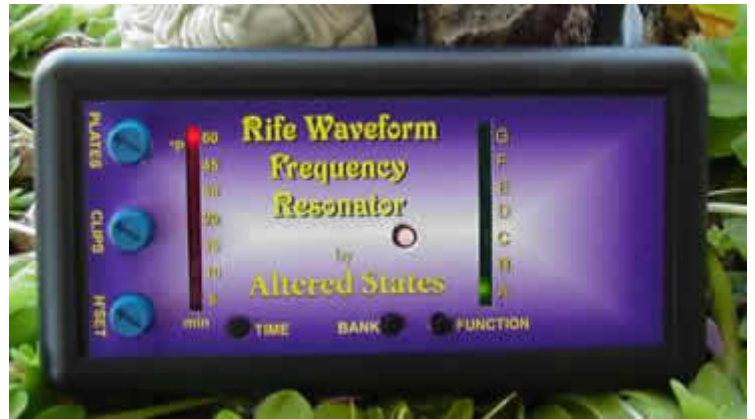 PLATES
CLIPS
H'SET
60
45
30
20
15
10
5
min
Rife Waveform
Frequency
Resonator
by
Altered States
G
F
E
D
C
B
A
TIME
BANK
FUNCTION